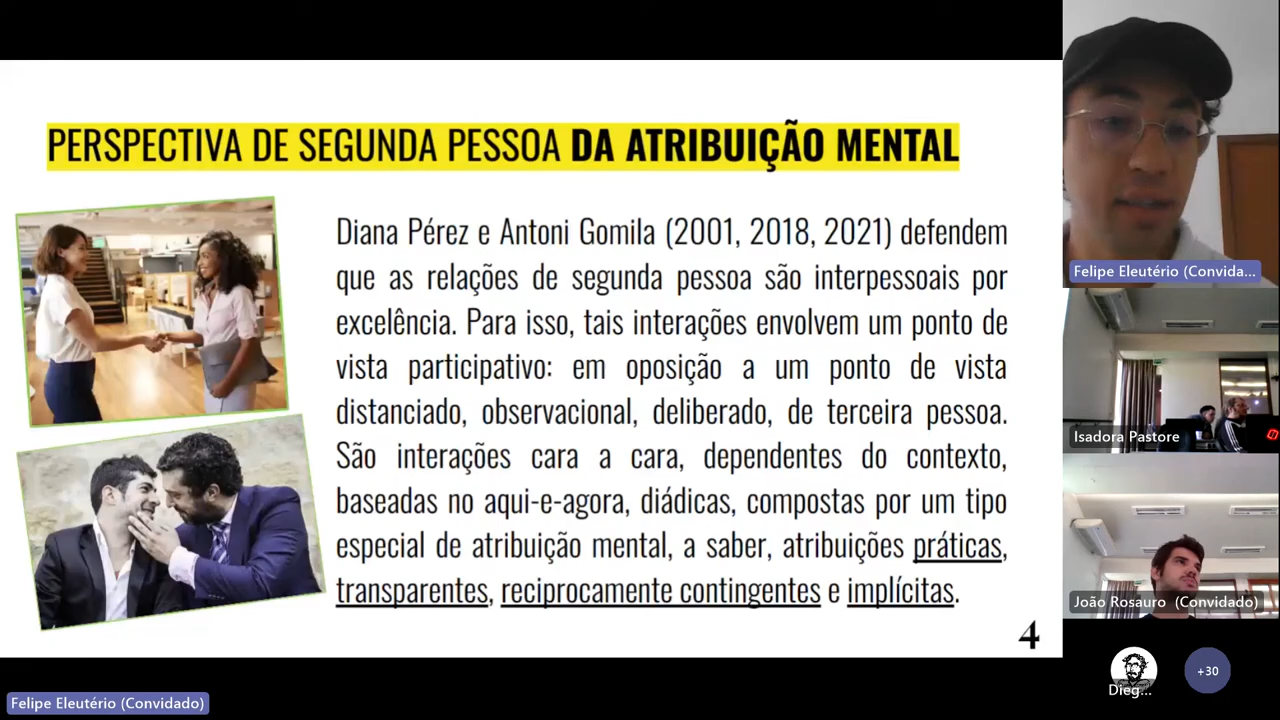 PERSPECTIVA DE SEGUNDA PESSOA DA ATRIBUIÇÃO MENTAL
Diana Pérez e Antoni Gomila (2001, 2018, 2021) defendem
que as relações de segunda pessoa são interpessoais por
excelência. Para isso, tais interações envolvem um ponto de
vista participativo: em oposição a um ponto de vista
distanciado, observacional, deliberado, de terceira pessoa.
São interações cara a cara, dependentes do contexto,
baseadas no aqui-e-agora, diádicas, compostas por um tipo
especial de atribuição mental, a saber, atribuições práticas,
transparentes, reciprocamente contingentes e implícitas.
4
Felipe Eleutério (Convida...
Isadora Pastore
João Rosauro (Convidado)
Dieg...
+30
Felipe Eleutério (Convidado)